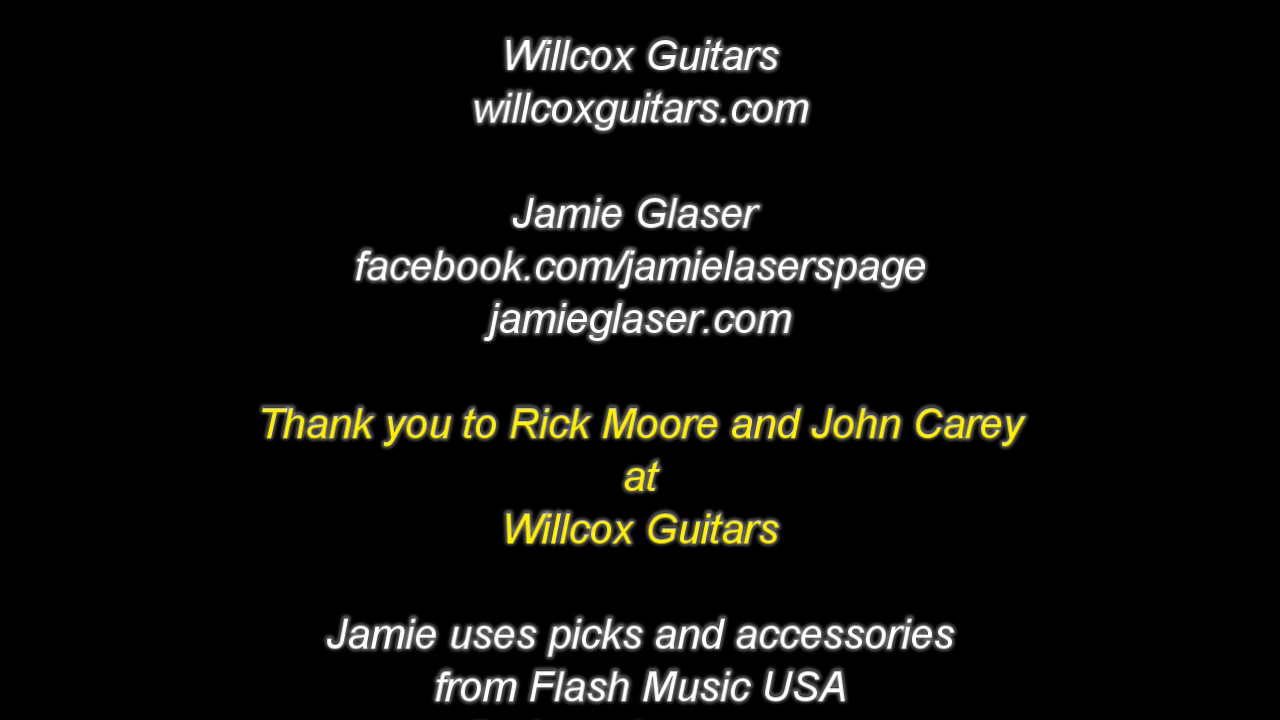 Willcox Guitars
willcoxguitars.com
Jamie Glaser
facebook.com/jamielaserspage
jamieglaser.com
Thank you to Rick Moore and John Carey
at
Willcox Guitars
Jamie uses picks and accessories
from Flash Music USA